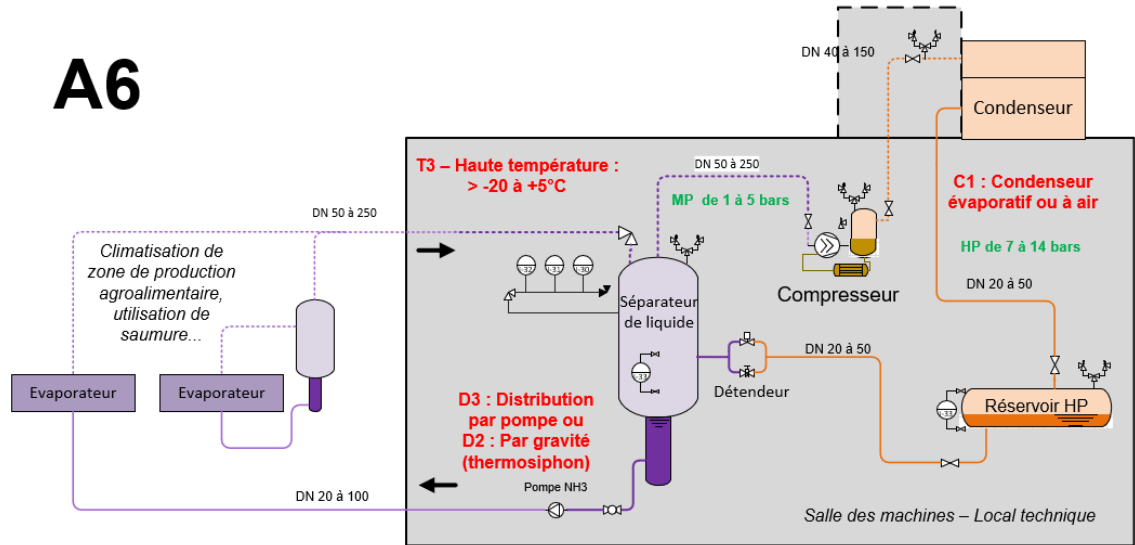 A6
DN 40 à 150
Condenseur
T3 – Haute température :
> -20 à +5°C
DN 50 à 250
MP de 1 à 5 bars
C1 : Condenseur
évaporatif ou à air
HP de 7 à 14 bars
DN 50 à 250
Climatisation de
zone de production
agroalimentaire,
utilisation de
saumure...
Compresseur
DN 20 à 50
Séparateur
de liquide
DN 20 à 50
Détendeur
Evaporateur
Evaporateur
Réservoir HP
D3 : Distribution
par pompe ou
D2 : Par gravité
(thermosiphon)
Pompe NH3
DN 20 à 100
Salle des machines – Local technique